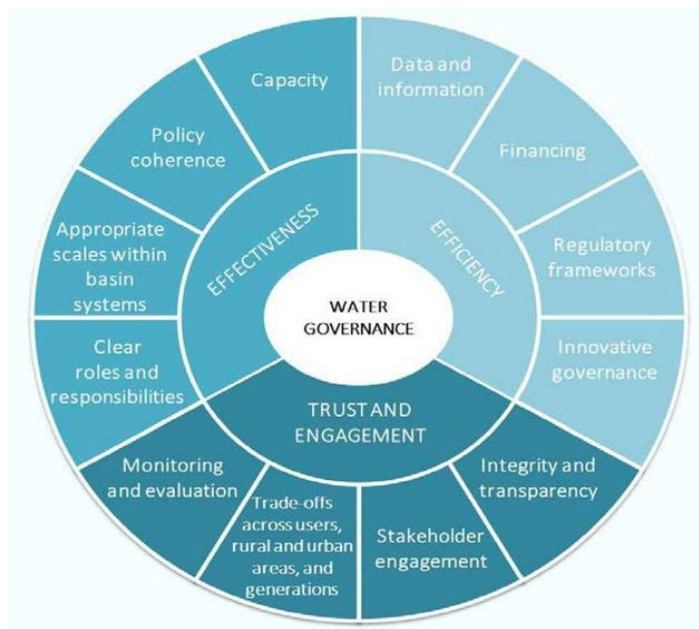 Capacity
Data and
information
Policy
coherence
Financing
Appropriate
scales within
basin
systems
EFFECTIVENESS
EFFICIENCY
Regulatory
frameworks
WATER
GOVERNANCE
Clear
roles and
responsibilities
Innovative
governance
TRUST AND
ENGAGEMENT
Monitoring
and evaluation
Integrity and
transparency
Trade-offs
across users,
rural and urban
areas, and
generations
Stakeholder
engagement